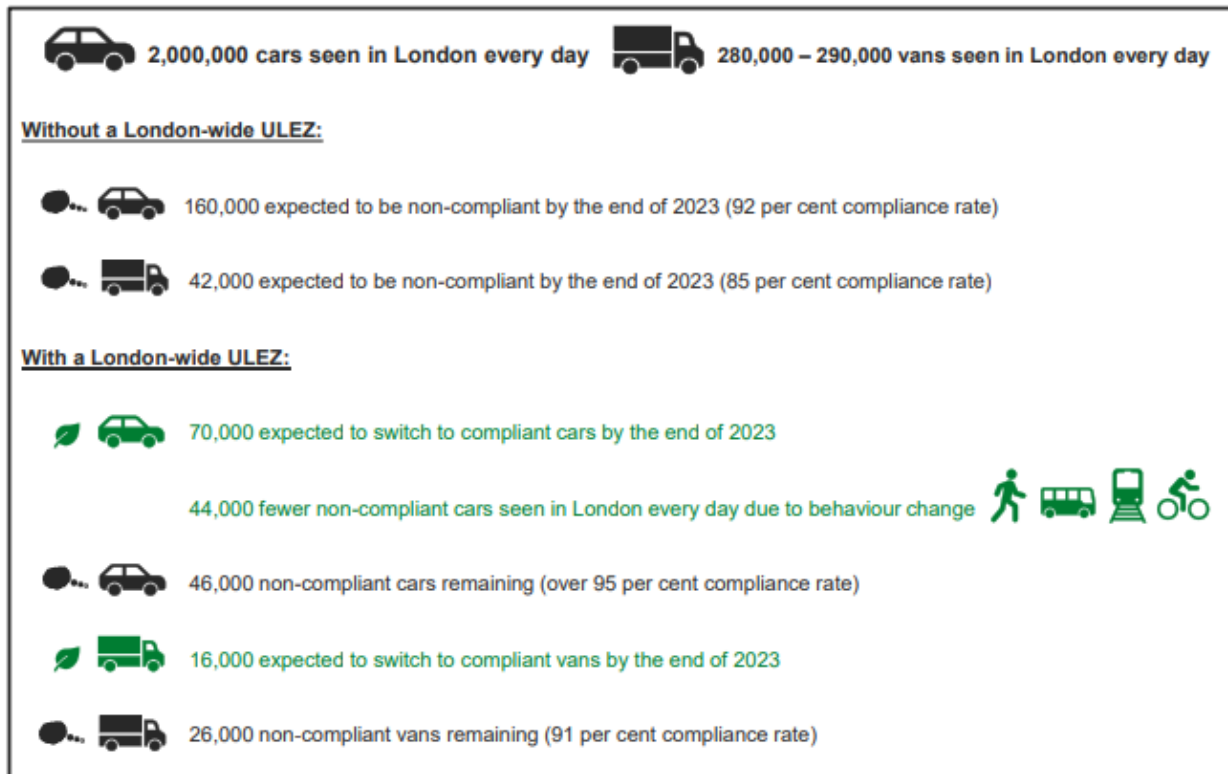 2,000,000 cars seen in London every day 280,000 – 290,000 vans seen in London every day
Without a London-wide ULEZ:
160,000 expected to be non-compliant by the end of 2023 (92 per cent compliance rate)
42,000 expected to be non-compliant by the end of 2023 (85 per cent compliance rate)
With a London-wide ULEZ:
70,000 expected to switch to compliant cars by the end of 2023
44,000 fewer non-compliant cars seen in London every day due to behaviour change
46,000 non-compliant cars remaining (over 95 per cent compliance rate)
16,000 expected to switch to compliant vans by the end of 2023
26,000 non-compliant vans remaining (91 per cent compliance rate)